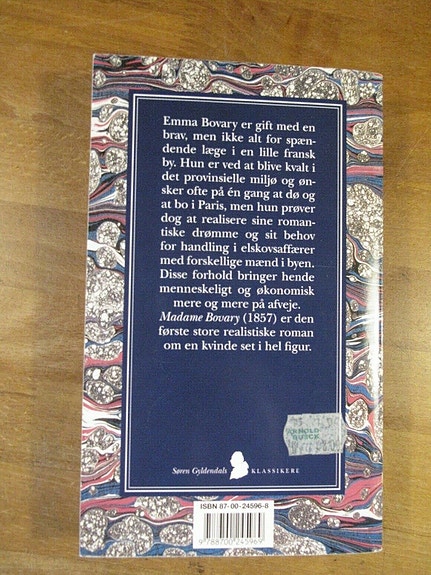 Emma Bovary er gift med en
brav, men ikke alt for spæn-
dende læge i en lille fransk
by. Hun er ved at blive kvalt i
det provinsielle miljø og øn-
sker ofte på én gang at dø og
at bo i Paris, men hun prøver
dog at realisere sine roman-
tiske drømme og sit behov
for handling i elskovsaffærer
med forskellige mænd i byen.
Disse forhold bringer hende
menneskeligt og økonomisk
mere og mere på afveje.
Madame Bovary (1857) er den
første store realistiske roman
om en kvinde set i hel figur.
ARNOLD
BUSCK
Søren Gyldendals KLASSIKERE
ISBN 87-00-24596-8
9788700245969